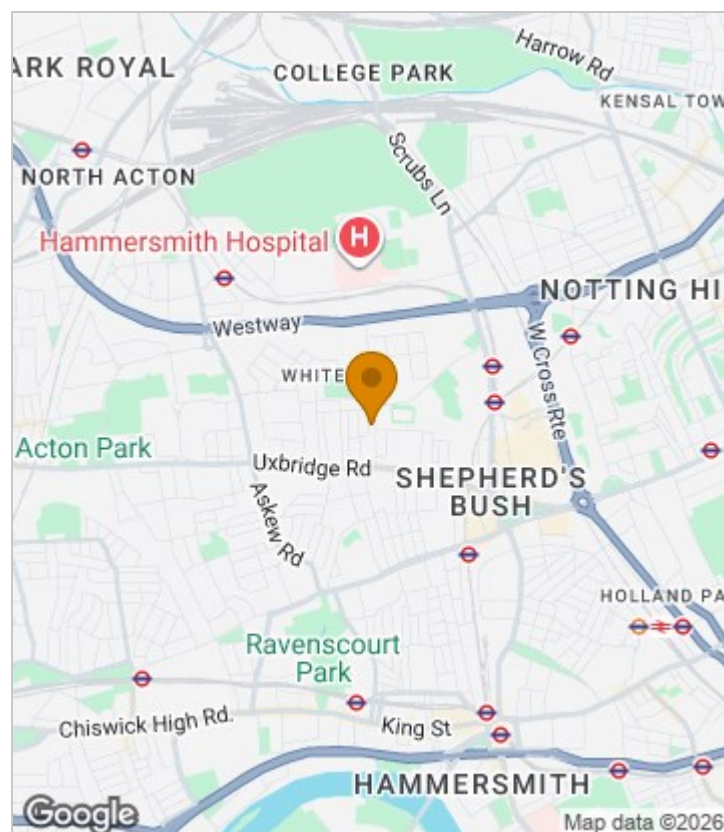 Harrow Rd
ARK ROYAL
COLLEGE PARK
KENSAL TOW
Scrubs Ln
NORTH ACTON
Hammersmith Hospital
H
NOTTING HI
Westway
W Cross Rte
WHITE
Acton Park
Uxbridge Rd
SHEPHERD'S
BUSH
Askew Rd
HOLLAND PA
Ravenscourt
Park
Chiswick High Rd.
King St
HAMMERSMITH
Google
Map data ©2026